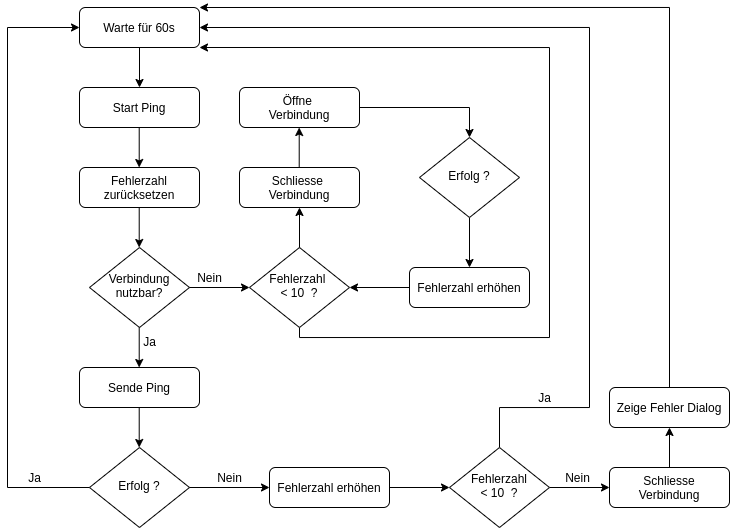 Warte für 60s
Start Ping
Öffne
Verbindung
Erfolg ?
Fehlerzahl
zurücksetzen
Schliesse
Verbindung
Verbindung
nutzbar?
Nein
Fehlerzahl
< 10 ?
Fehlerzahl erhöhen
Ja
Sende Ping
Ja
Zeige Fehler Dialog
Ja
Erfolg ?
Nein
Fehlerzahl erhöhen
Fehlerzahl
< 10 ?
Nein
Schliesse
Verbindung